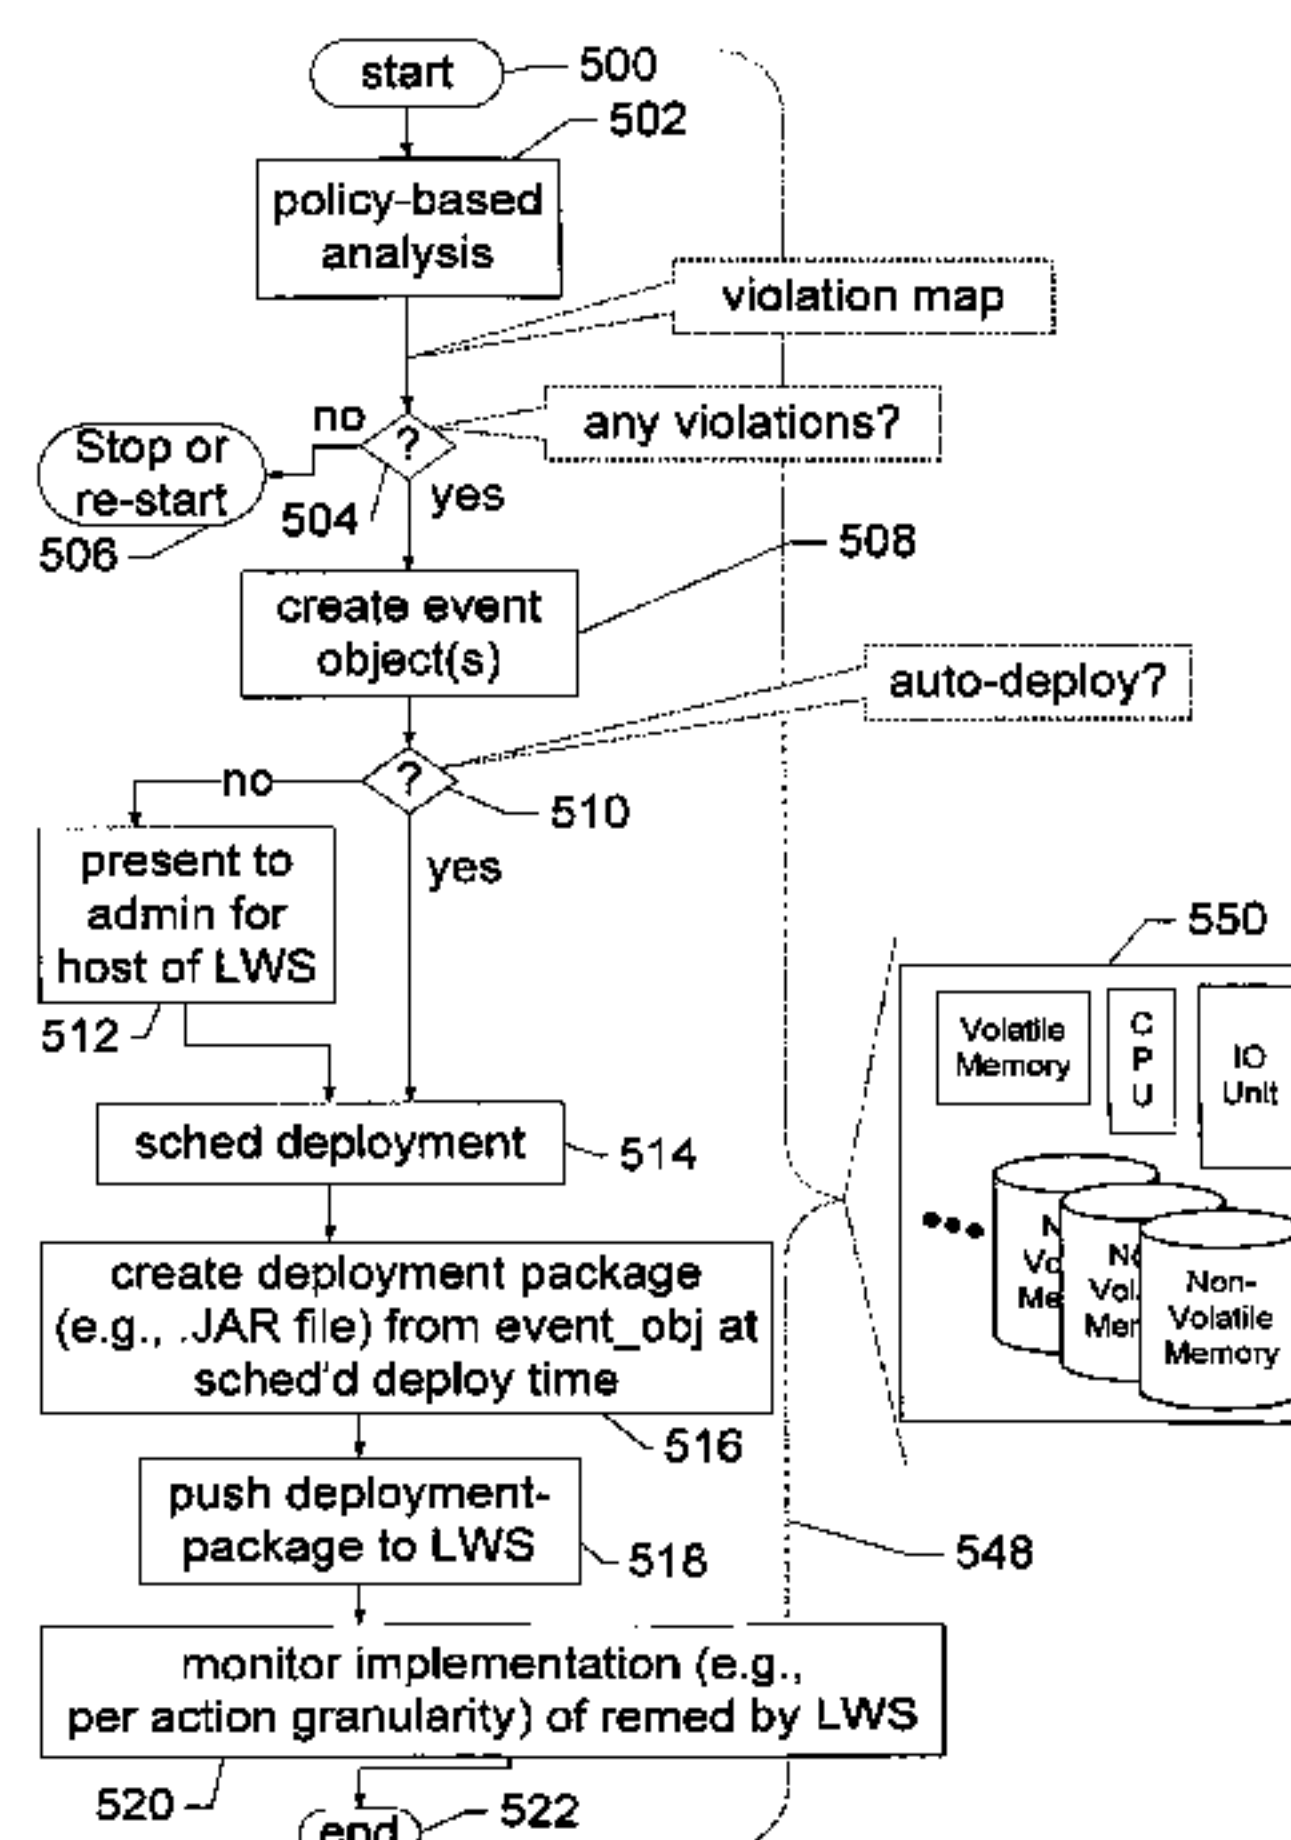 start
500
502
policy-based
analysis
violation map
any violations?
no
?
Stop or
re-start
504
yes
506
508
create event
object(s)
auto-deploy?
no
?
510
yes
present to
admin for
host of LWS
512
550
Volatile
Memory
C
P
U
IO
Unit
sched deployment
514
Non-
Volatile
Memory
create deployment package
(e.g., .JAR file) from event_obj at
sched'd deploy time
516
push deployment-
package to LWS
518
548
monitor implementation (e.g.,
per action granularity) of remed by LWS
520
522
end